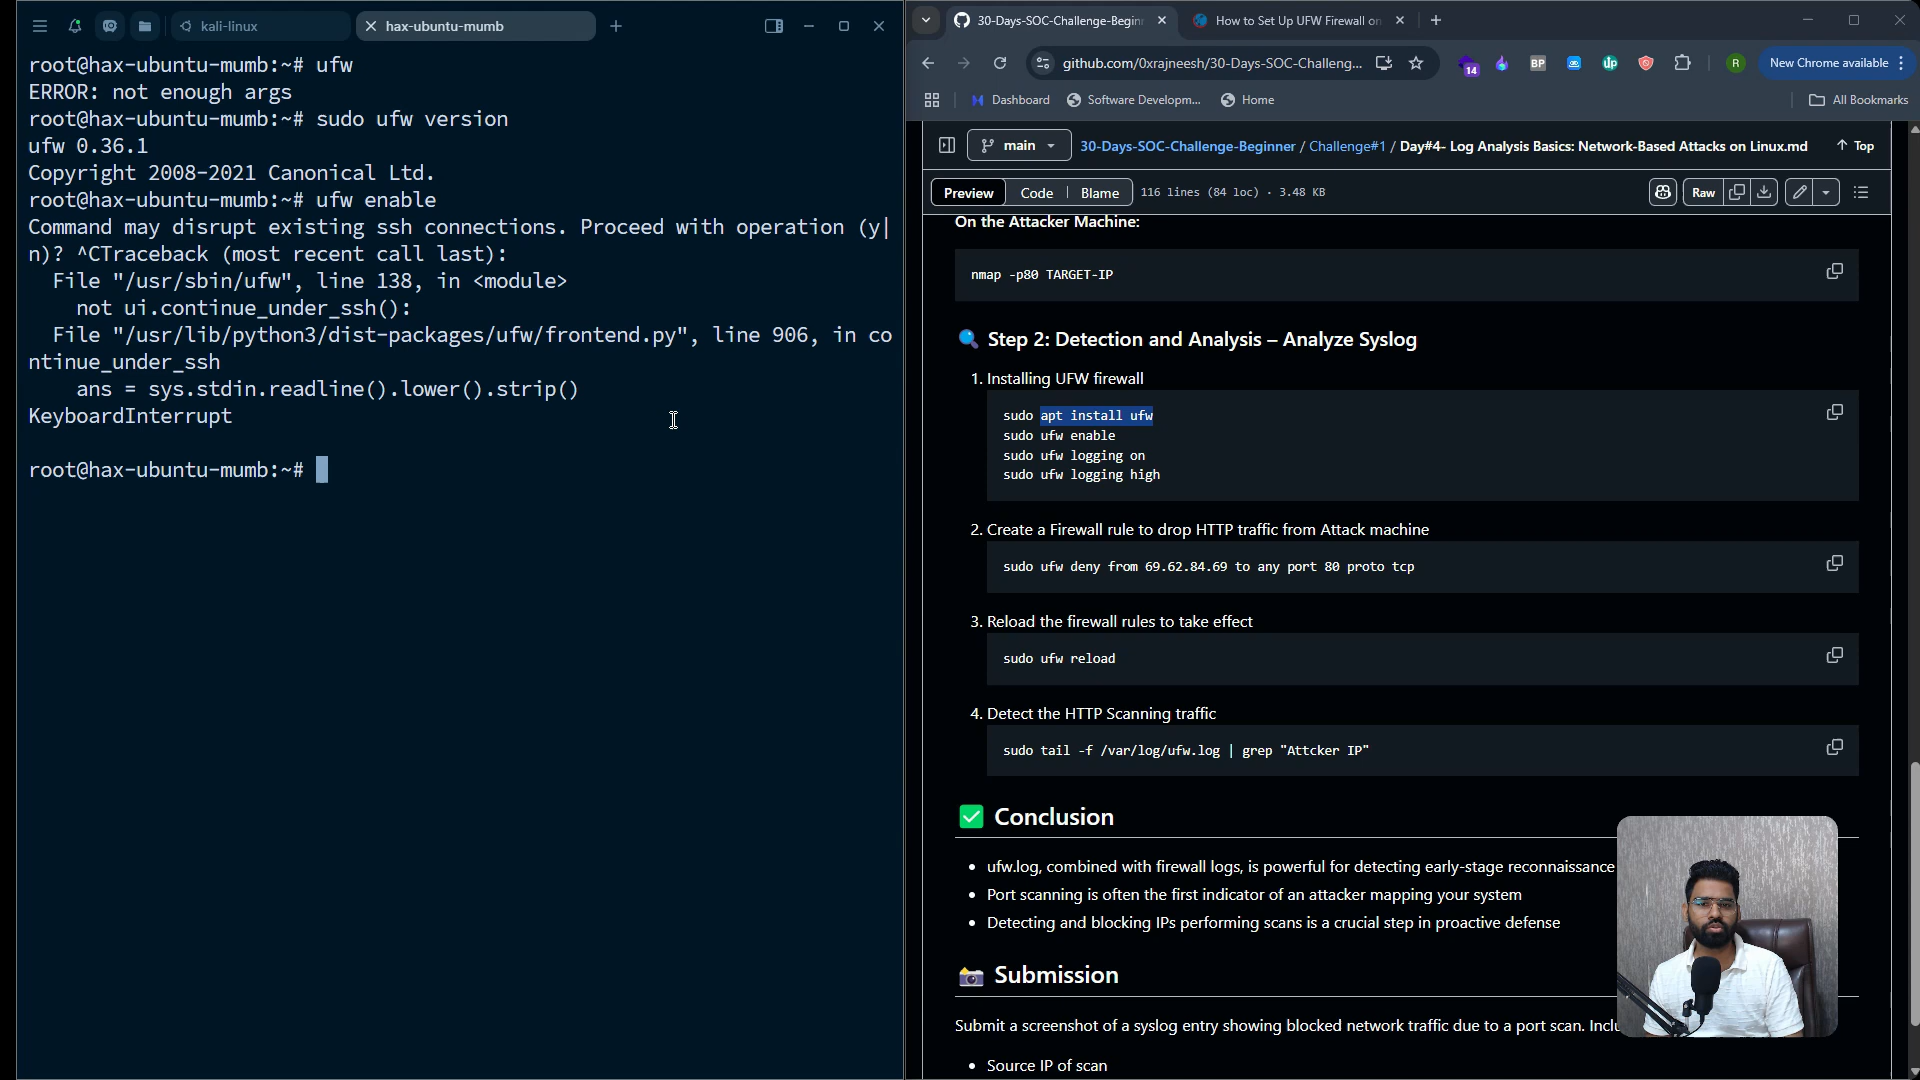 kali-linux
hax-ubuntu-mumb
root@hax-ubuntu-mumb:~# ufw
ERROR: not enough args
root@hax-ubuntu-mumb:~# sudo ufw version
ufw 0.36.1
Copyright 2008-2021 Canonical Ltd.
root@hax-ubuntu-mumb:~# ufw enable
Command may disrupt existing ssh connections. Proceed with operation (y|
n)? ^CTraceback (most recent call last):
File "/usr/sbin/ufw", line 138, in <module>
not ui.continue_under_ssh():
File "/usr/lib/python3/dist-packages/ufw/frontend.py", line 906, in co
ntinue_under_ssh
ans = sys.stdin.readline().lower().strip()
KeyboardInterrupt
root@hax-ubuntu-mumb:~#
30-Days-SOC-Challenge-Begin
How to Set Up UFW Firewall on
github.com/0xrajneesh/30-Days-SOC-Challeng...
14
BP
up
R
New Chrome available
Dashboard
Software Developm...
Home
All Bookmarks
main
30-Days-SOC-Challenge-Beginner / Challenge#1 / Day#4- Log Analysis Basics: Network-Based Attacks on Linux.md
Top
Preview
Code
Blame
116 lines (84 loc) · 3.48 KB
Raw
On the Attacker Machine:
nmap -p80 TARGET-IP
Step 2: Detection and Analysis – Analyze Syslog
1. Installing UFW firewall
sudo apt install ufw
sudo ufw enable
sudo ufw logging on
sudo ufw logging high
2. Create a Firewall rule to drop HTTP traffic from Attack machine
sudo ufw deny from 69.62.84.69 to any port 80 proto tcp
3. Reload the firewall rules to take effect
sudo ufw reload
4. Detect the HTTP Scanning traffic
sudo tail -f /var/log/ufw.log | grep "Attcker IP"
Conclusion
• ufw.log, combined with firewall logs, is powerful for detecting early-stage reconnaissance
• Port scanning is often the first indicator of an attacker mapping your system
• Detecting and blocking IPs performing scans is a crucial step in proactive defense
Submission
Submit a screenshot of a syslog entry showing blocked network traffic due to a port scan.
• Source IP of scan